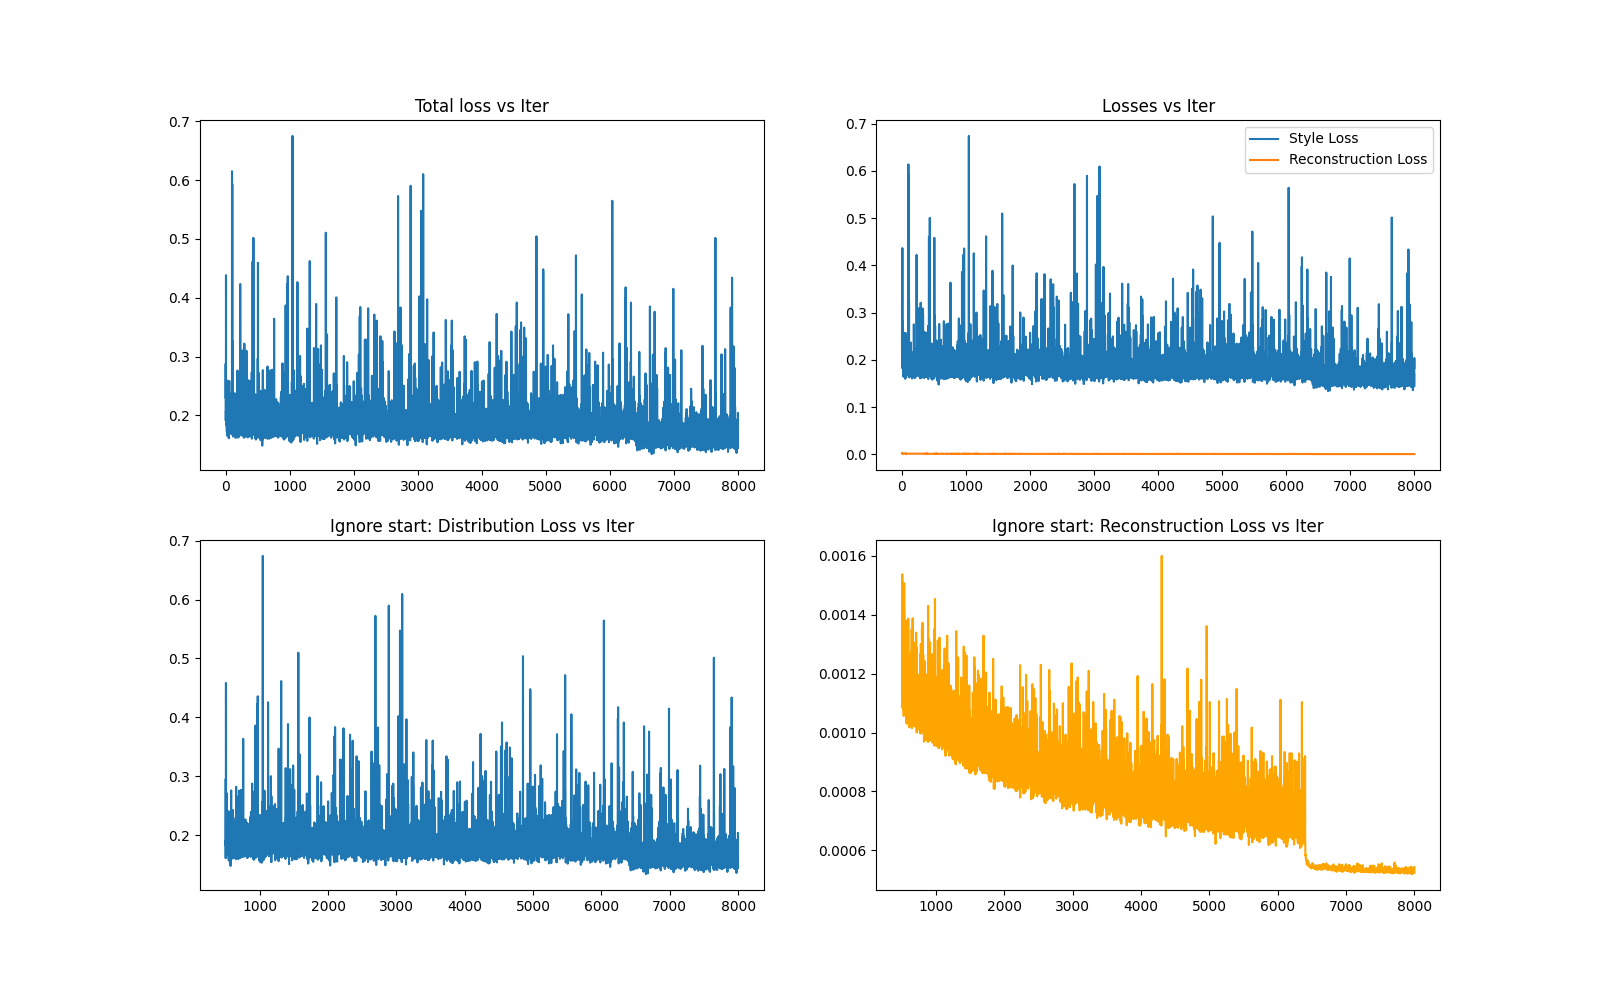 Total loss vs Iter
0.7
0.6
0.5
0.4
0.3
0.2
0 1000 2000 3000 4000 5000 6000 7000 8000
Losses vs Iter
Style Loss
Reconstruction Loss
0.7
0.6
0.5
0.4
0.3
0.2
0.1
0.0
0 1000 2000 3000 4000 5000 6000 7000 8000
Ignore start: Distribution Loss vs Iter
0.7
0.6
0.5
0.4
0.3
0.2
1000 2000 3000 4000 5000 6000 7000 8000
Ignore start: Reconstruction Loss vs Iter
0.0016
0.0014
0.0012
0.0010
0.0008
0.0006
1000 2000 3000 4000 5000 6000 7000 8000